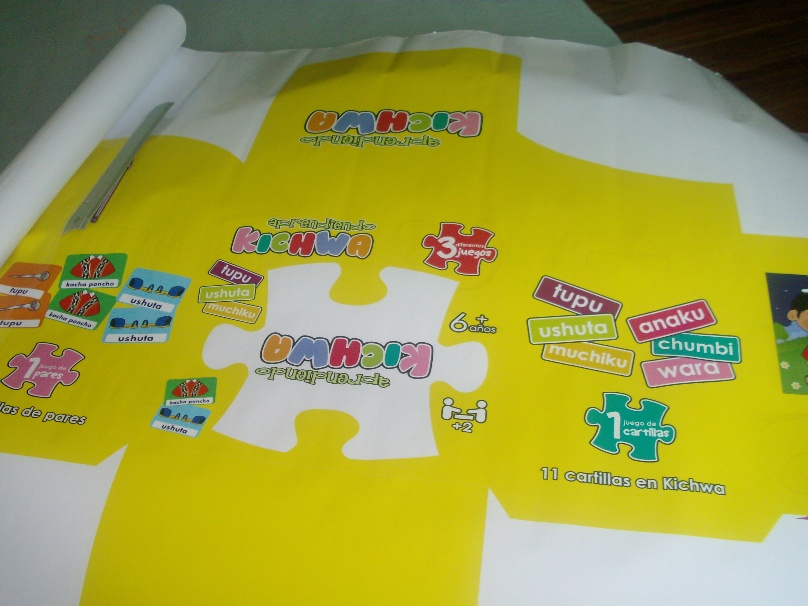 KICHWA
aprendiendo
aprendiendo
KICHWA
3 diferentes
juegos
tupu
ushuta
muchiku
6+
años
KICHWA
aprendiendo
+2
kacha poncho
kacha poncho
ushuta
ushuta
tupu
tupu
1 juego de
pares
las de pares
kacha poncho
ushuta
tupu
ushuta
muchiku
anaku
chumbi
wara
1 juego de
cartillas
11 cartillas en Kichwa